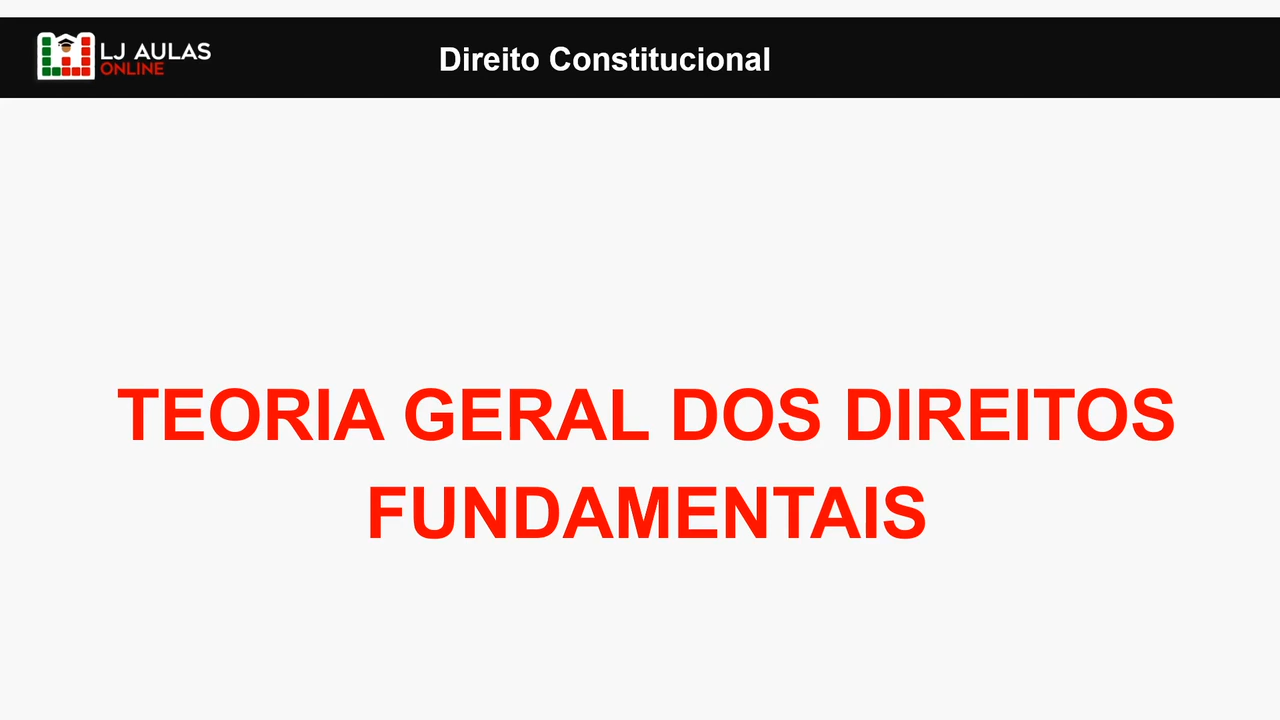 LJ AULAS
ONLINE
Direito Constitucional
TEORIA GERAL DOS DIREITOS
FUNDAMENTAIS